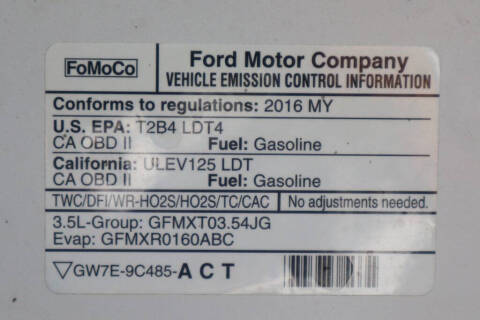 FoMoCo
Ford Motor Company
VEHICLE EMISSION CONTROL INFORMATION
Conforms to regulations: 2016 MY
U.S. EPA: T2B4 LDT4
CA OBD II Fuel: Gasoline
California: ULEV125 LDT
CA OBD II Fuel: Gasoline
TWC/DFI/WR-HO2S/HO2S/TC/CAC No adjustments needed.
3.5L-Group: GFMXT03.54JG
Evap: GFMXR0160ABC
▽GW7E-9C485-A C T